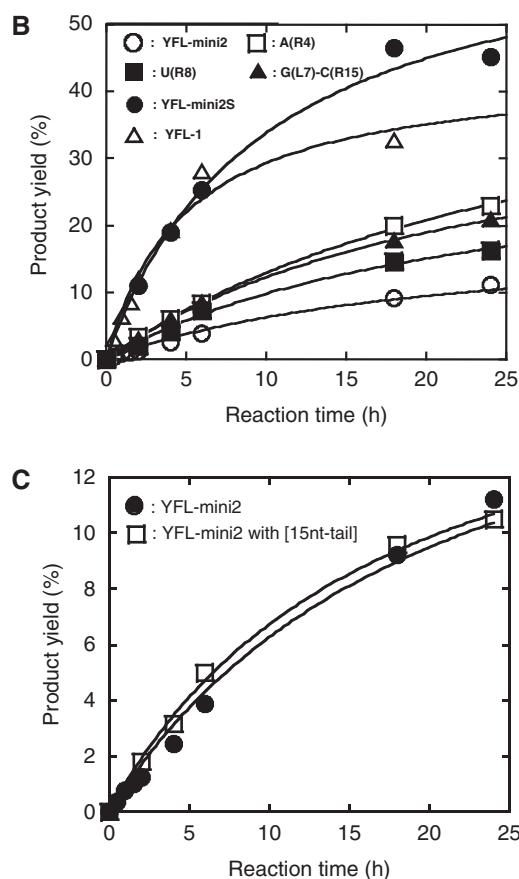 B
50
40
30
20
10
0
Product yield (%)
: YFL-mini2
: A(R4)
: U(R8)
: G(L7)-C(R15)
: YFL-mini2S
: YFL-1
0 5 10 15 20 25
Reaction time (h)
C
12
10
8
6
4
2
0
Product yield (%)
: YFL-mini2
: YFL-mini2 with [15nt-tail]
0 5 10 15 20 25
Reaction time (h)